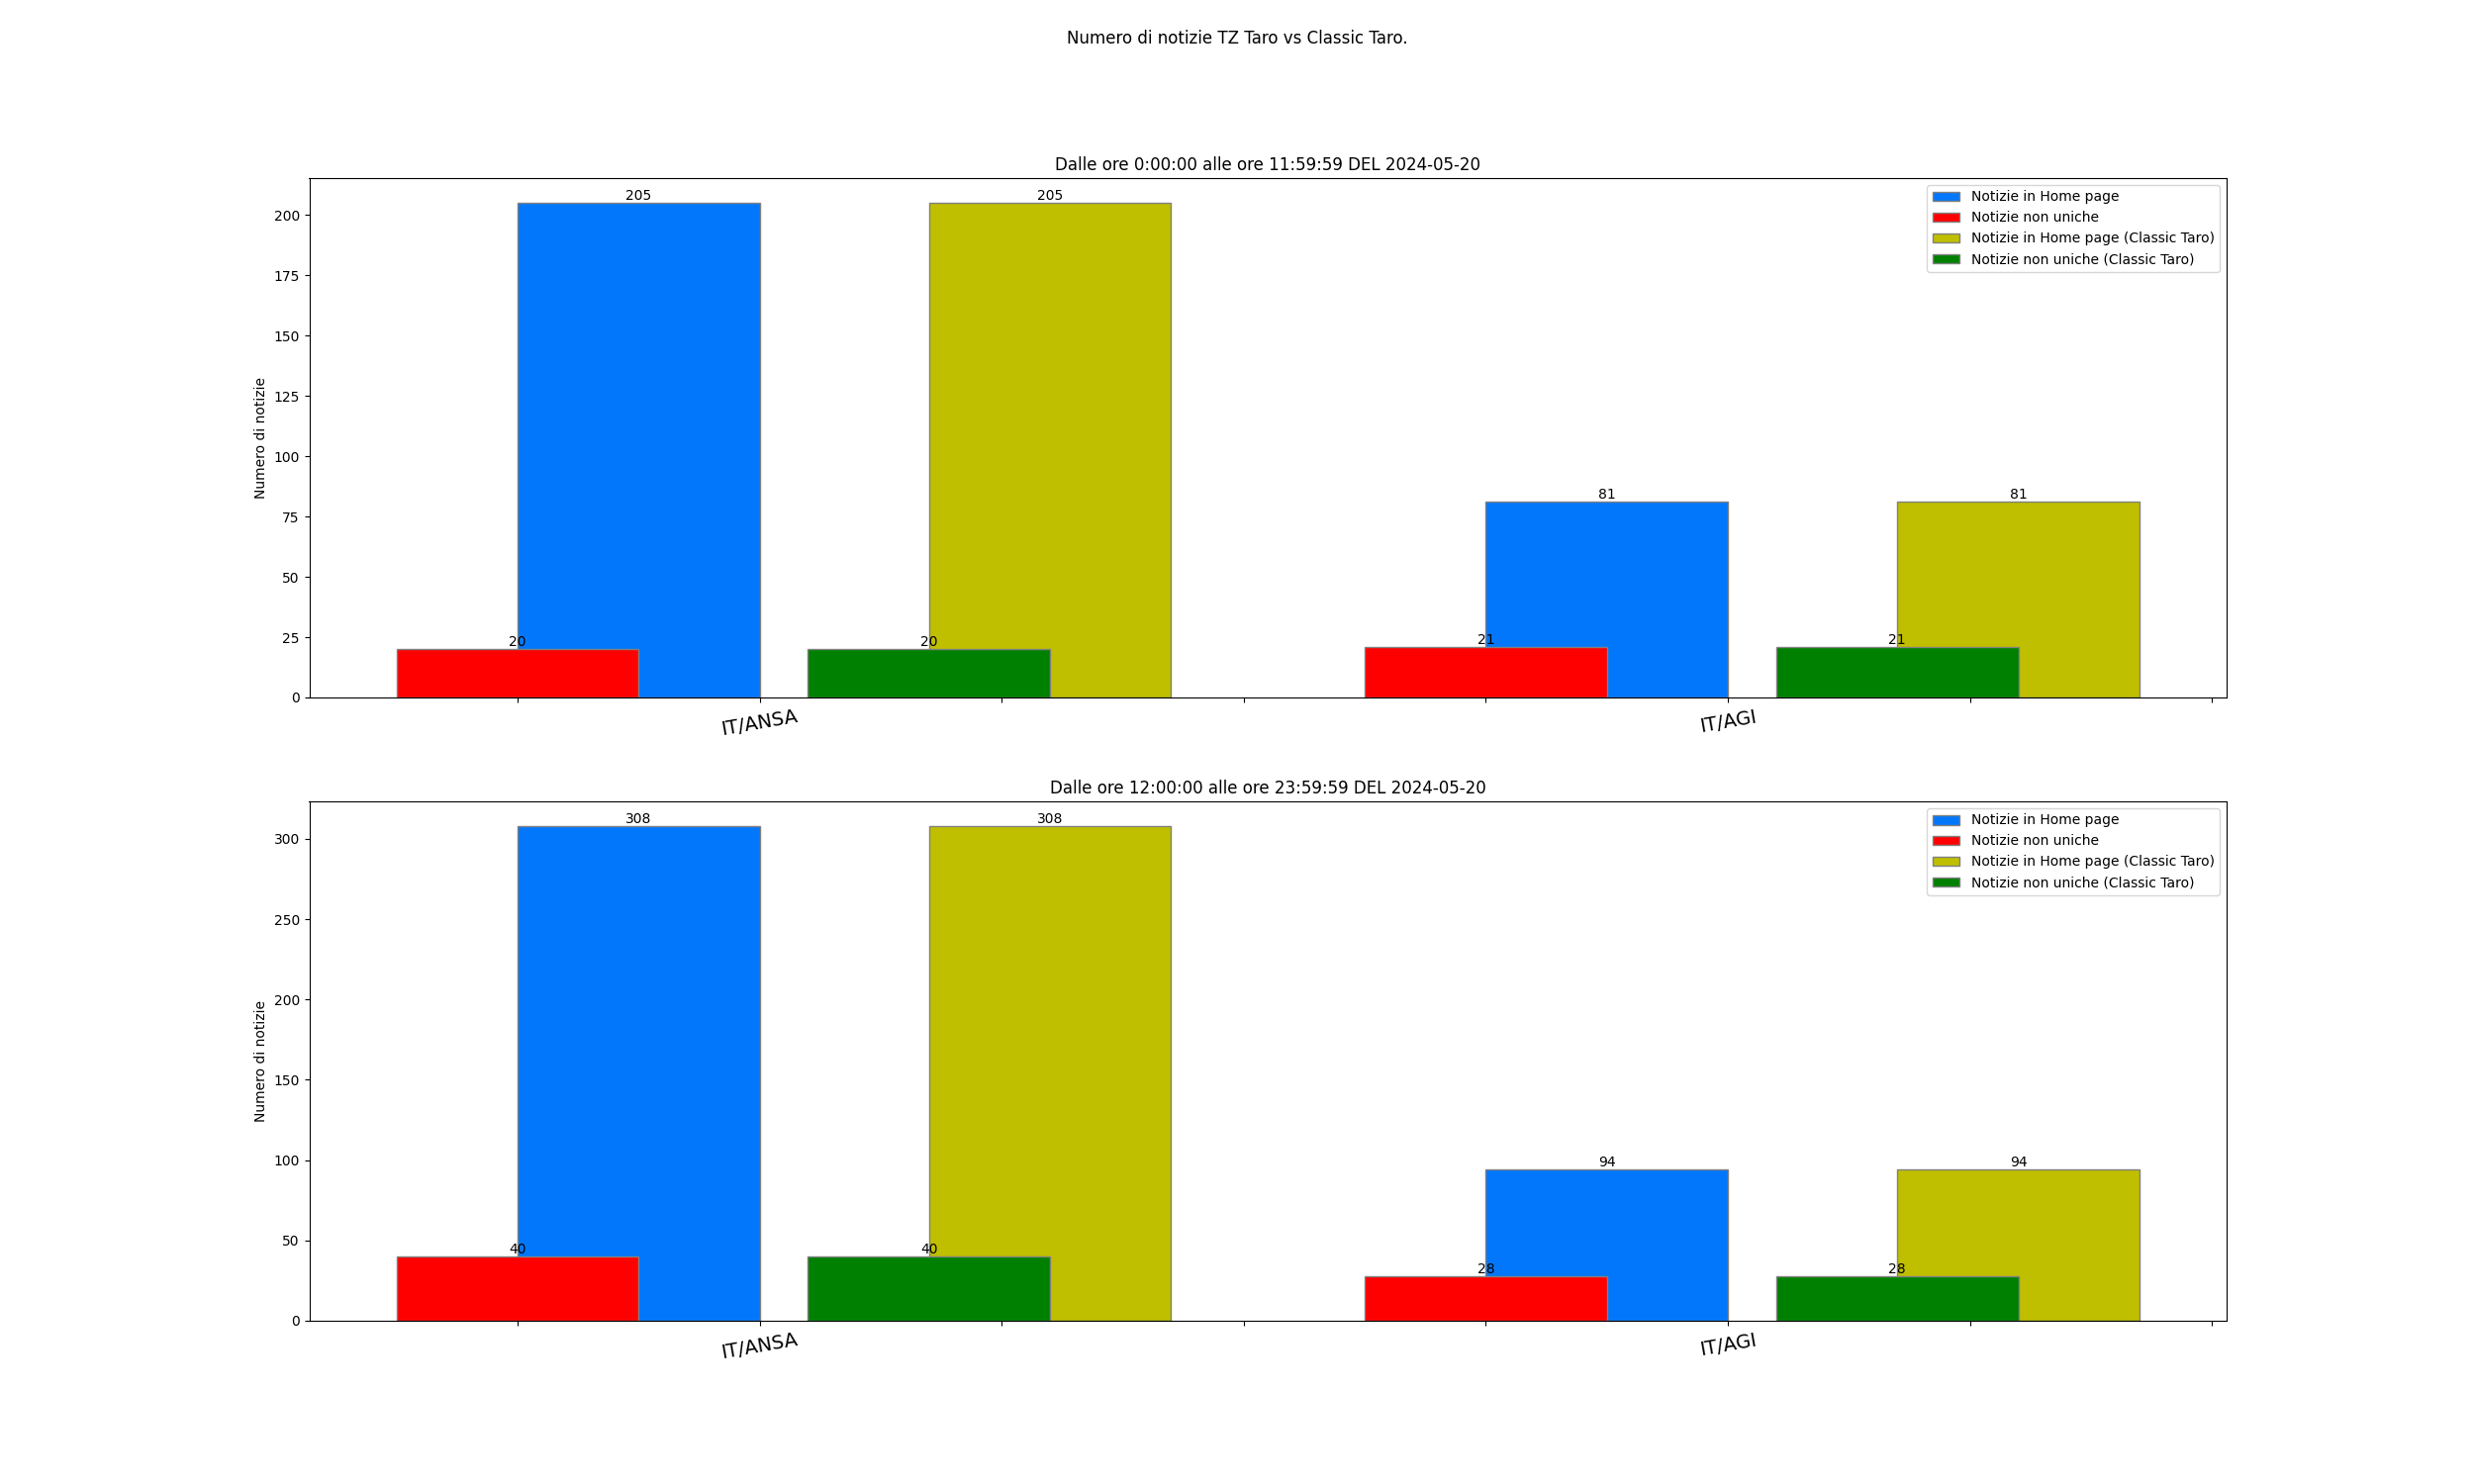 Numero di notizie TZ Taro vs Classic Taro.
Dalle ore 0:00:00 alle ore 11:59:59 DEL 2024-05-20
Numero di notizie
200
175
150
125
100
75
50
25
0
205
205
20
20
81
81
21
21
Notizie in Home page
Notizie non uniche
Notizie in Home page (Classic Taro)
Notizie non uniche (Classic Taro)
IT/ANSA
IT/AGI
Dalle ore 12:00:00 alle ore 23:59:59 DEL 2024-05-20
Numero di notizie
300
250
200
150
100
50
0
308
308
40
40
94
94
28
28
Notizie in Home page
Notizie non uniche
Notizie in Home page (Classic Taro)
Notizie non uniche (Classic Taro)
IT/ANSA
IT/AGI